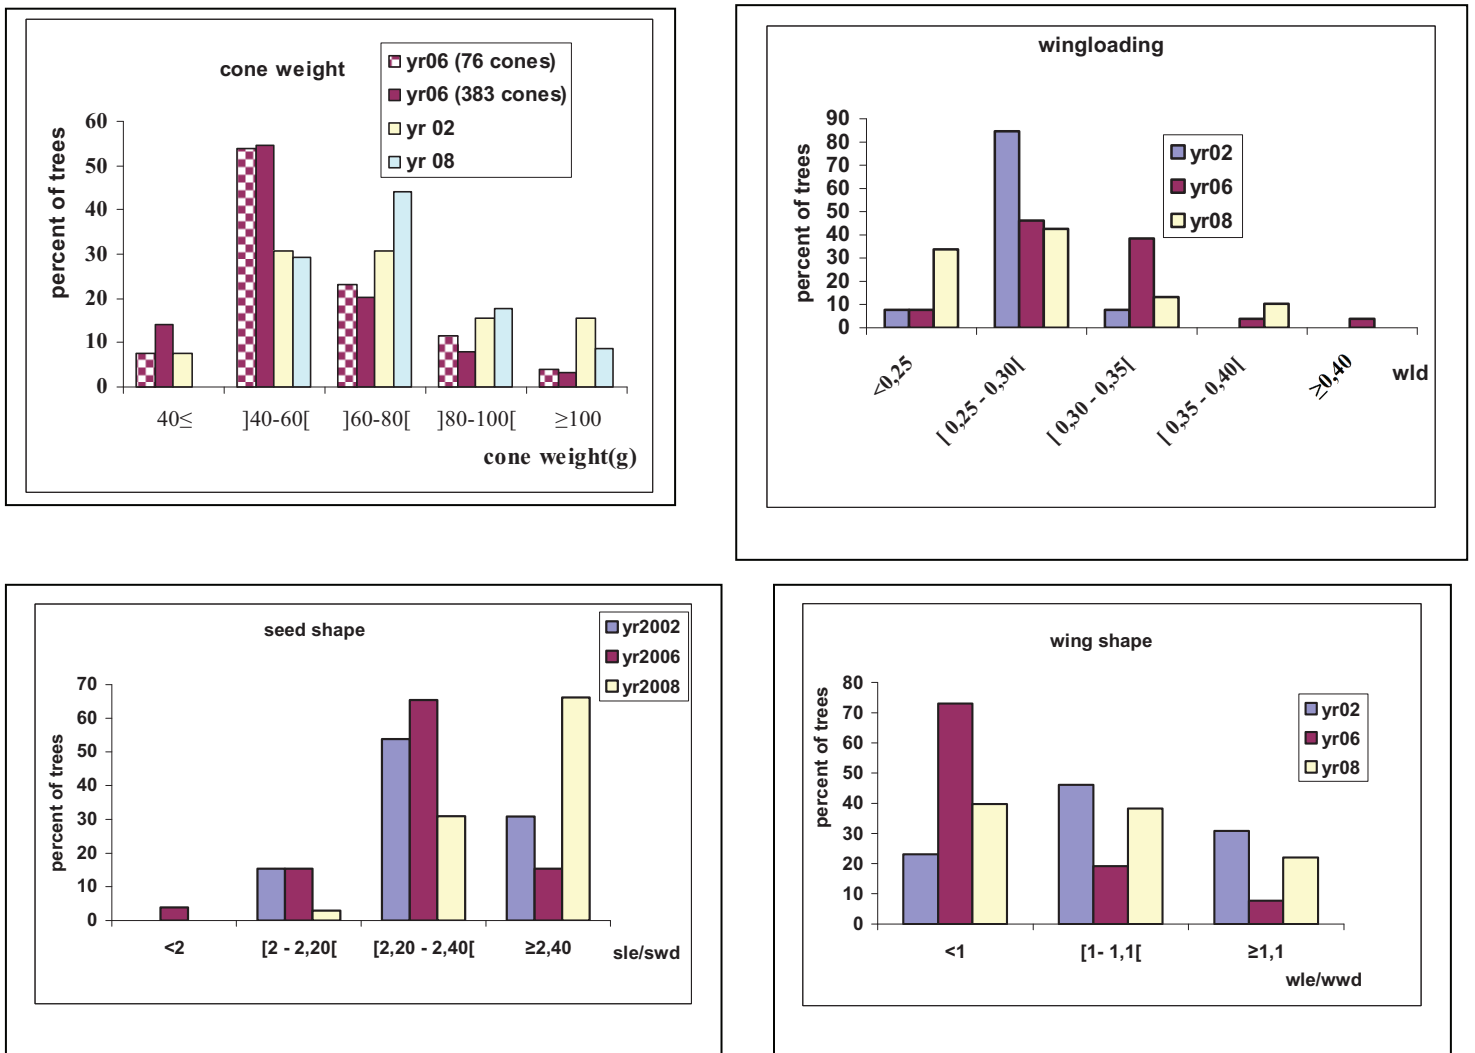 cone weight
yr06 (76 cones)
yr06 (383 cones)
yr 02
yr 08
percent of trees
60
50
40
30
20
10
0
40≤ ]40-60[ ]60-80[ ]80-100[ ≥100
cone weight(g)
wingloading
yr02
yr06
yr08
percent of trees
90
80
70
60
50
40
30
20
10
0
<0,25 [ 0,25 - 0,30[ [ 0,30 - 0,35[ [ 0,35 - 0,40[ ≥0,40
wld
seed shape
yr2002
yr2006
yr2008
percent of trees
70
60
50
40
30
20
10
0
<2 [2 - 2,20[ [2,20 - 2,40[ ≥2,40 sle/swd
wing shape
yr02
yr06
yr08
percent of trees
80
70
60
50
40
30
20
10
0
<1 [1- 1,1[ ≥1,1
wle/wwd